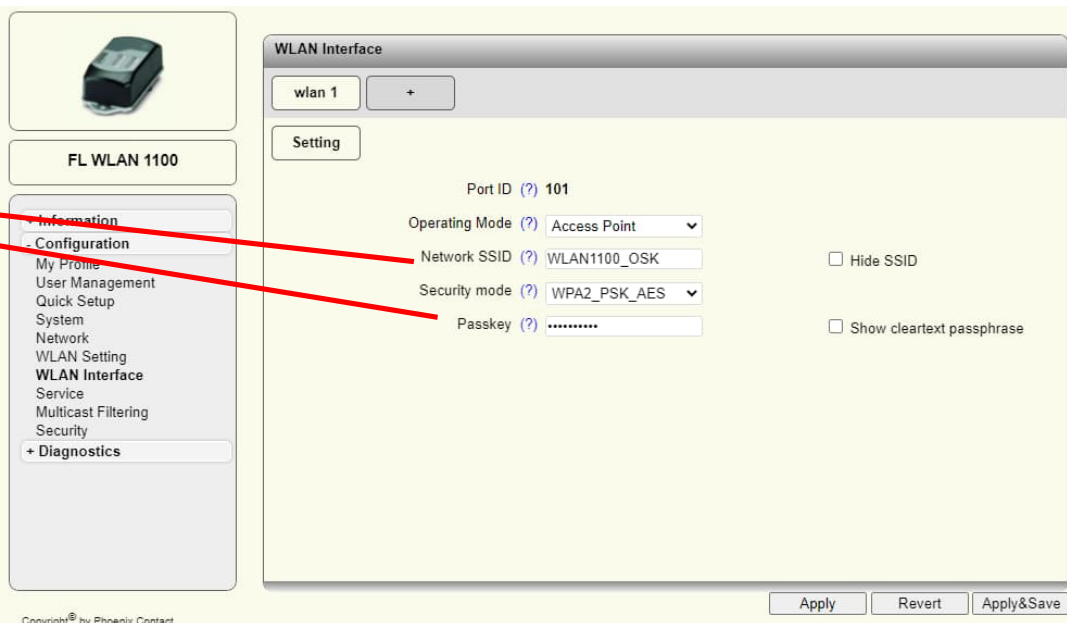 FL WLAN 1100
+ Information
- Configuration
My Profile
User Management
Quick Setup
System
Network
WLAN Setting
WLAN Interface
Service
Multicast Filtering
Security
+ Diagnostics
Copyright© by Phoenix Contact
WLAN Interface
wlan 1 +
Setting
Port ID (?) 101
Operating Mode (?) Access Point
Network SSID (?) WLAN1100_OSK Hide SSID
Security mode (?) WPA2_PSK_AES
Passkey (?) •••••••••• Show cleartext passphrase
Apply Revert Apply&Save